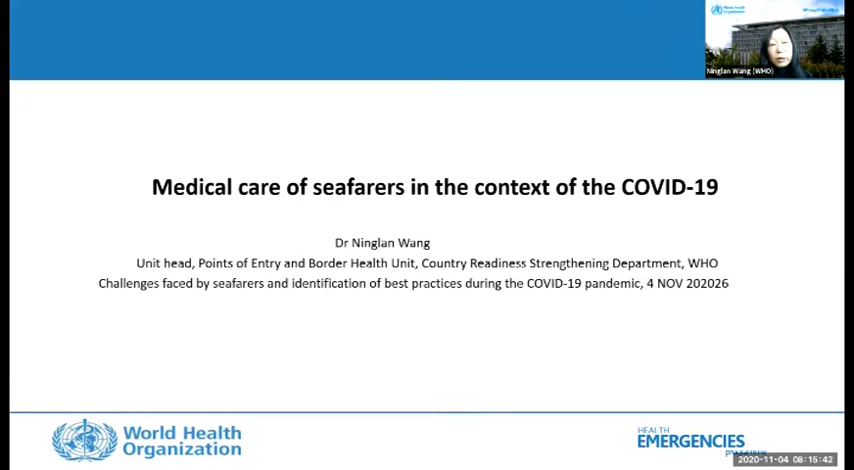 World Health Organization
Ninglan Wang (WHO)
Medical care of seafarers in the context of the COVID-19
Dr Ninglan Wang
Unit head, Points of Entry and Border Health Unit, Country Readiness Strengthening Department, WHO
Challenges faced by seafarers and identification of best practices during the COVID-19 pandemic, 4 NOV 202026
World Health
Organization
HEALTH
EMERGENCIES
2020-11-04 08:15:42